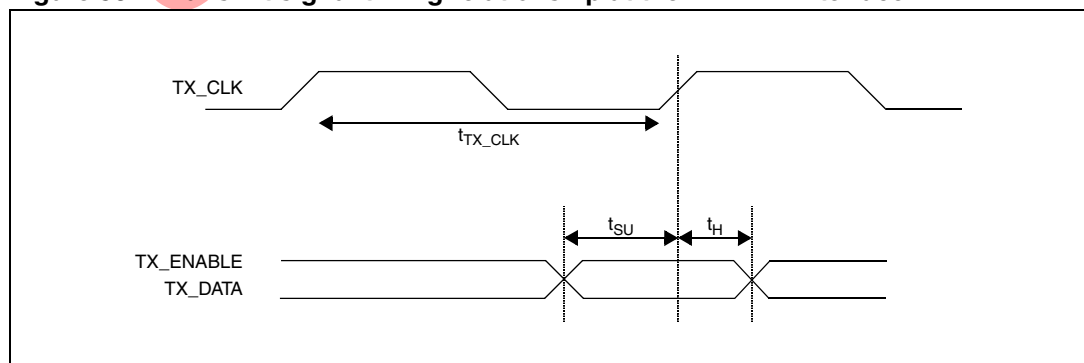 TX_CLK
tTX_CLK
tSU
tH
TX_ENABLE
TX_DATA